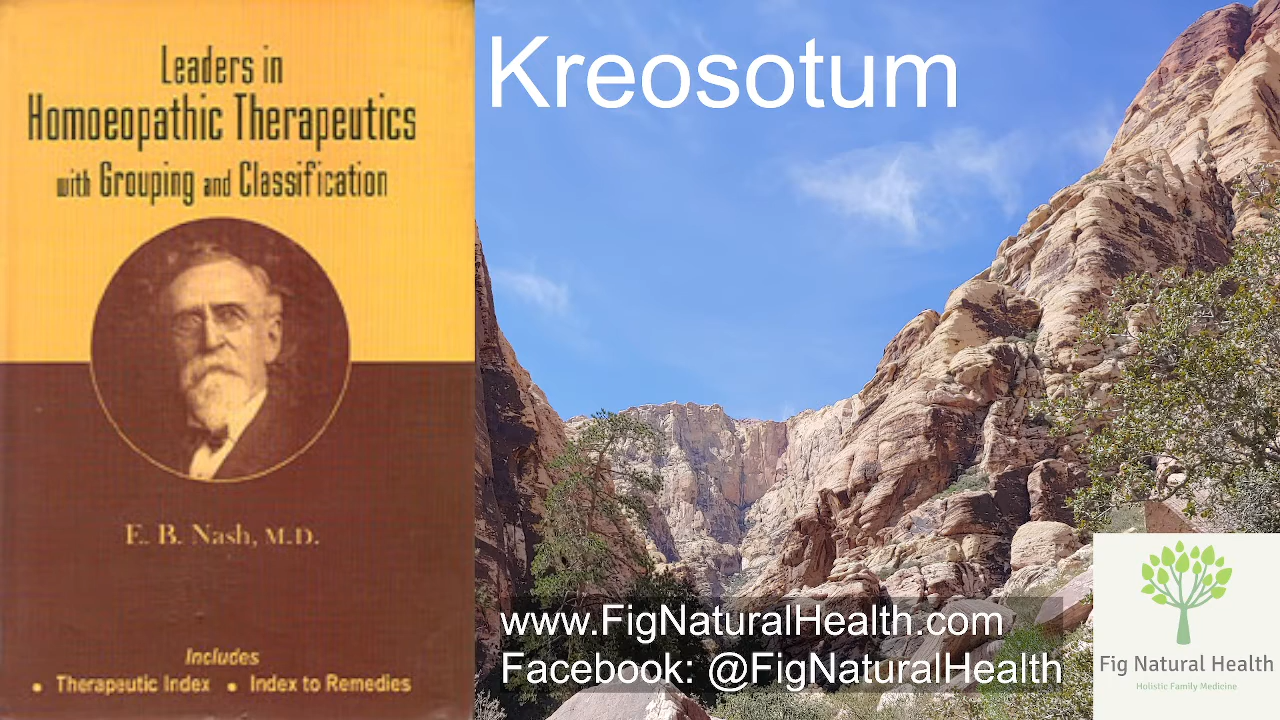 Leaders in
Homoeopathic Therapeutics
with Grouping and Classification
E. B. Nash, M.D.
Includes
• Therapeutic Index • Index to Remedies
Kreosotum
www.FigNaturalHealth.com
Facebook: @FigNaturalHealth
Fig Natural Health
Holistic Family Medicine